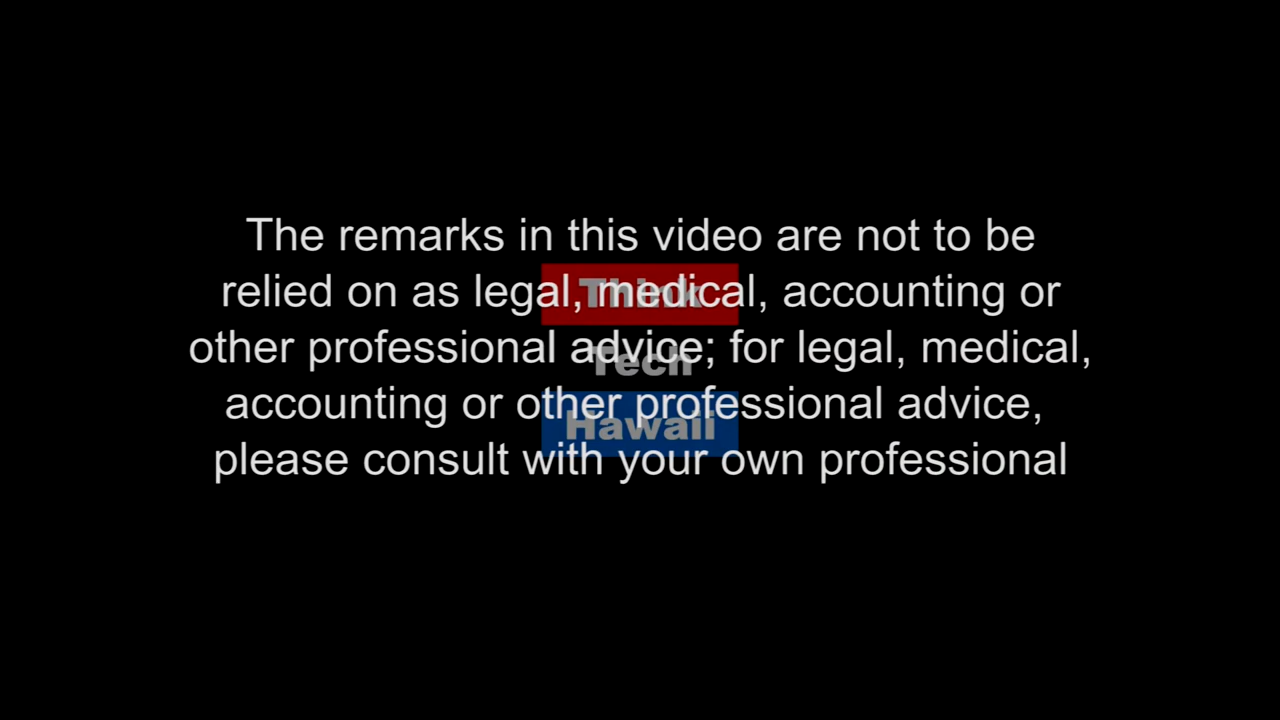 The remarks in this video are not to be
relied on as legal, medical, accounting or
other professional advice; for legal, medical,
accounting or other professional advice,
please consult with your own professional
Think
Tech
Hawaii